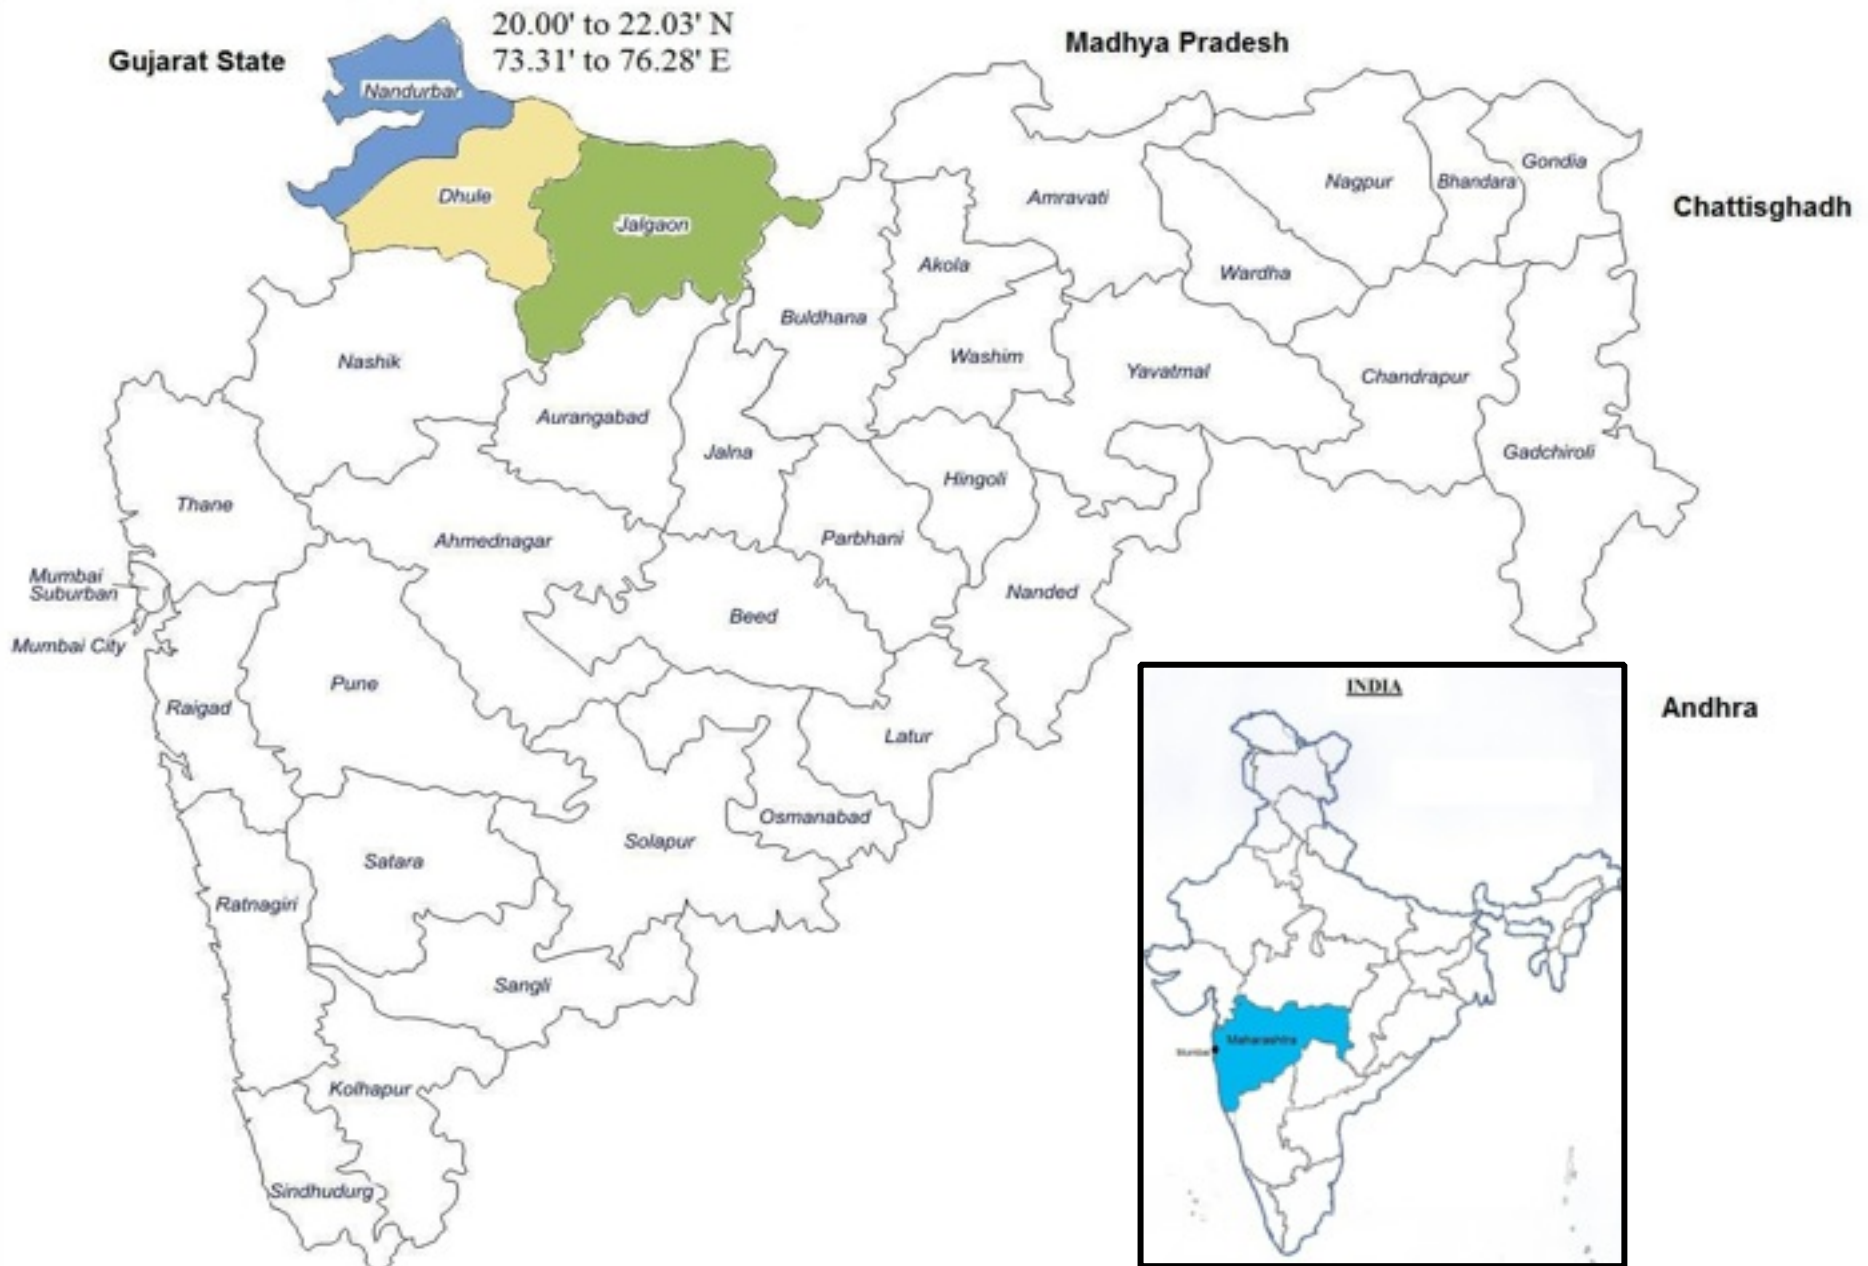 20.00' to 22.03' N
73.31' to 76.28' E
Gujarat State
Madhya Pradesh
Chattisghadh
Andhra
Nandurbar
Dhule
Jalgaon
Nashik
Buldhana
Akola
Amravati
Washim
Wardha
Nagpur
Bhandara
Gondia
Yavatmal
Chandrapur
Gadchiroli
Aurangabad
Jalna
Hingoli
Parbhani
Nanded
Thane
Ahmednagar
Mumbai
Suburban
Mumbai City
Beed
Pune
Raigad
Latur
Osmanabad
Solapur
Satara
Ratnagiri
Sangli
Kolhapur
Sindhudurg
INDIA
Maharashtra
Mumbai